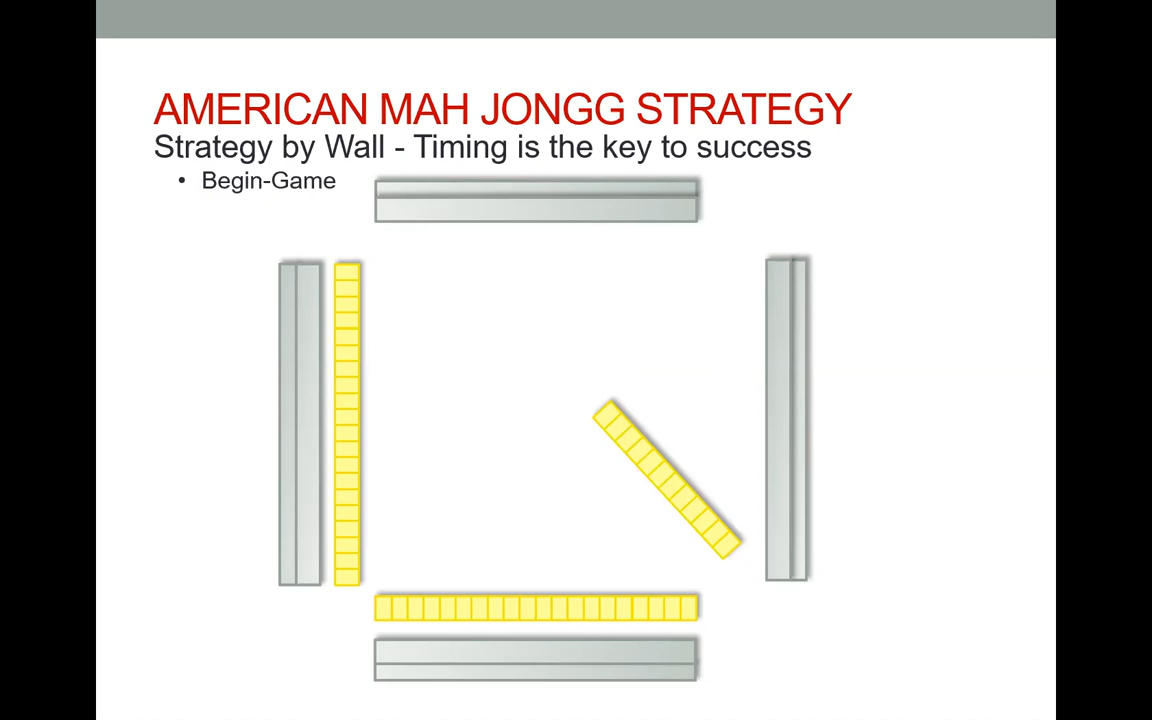 AMERICAN MAH JONGG STRATEGY
Strategy by Wall - Timing is the key to success
• Begin-Game